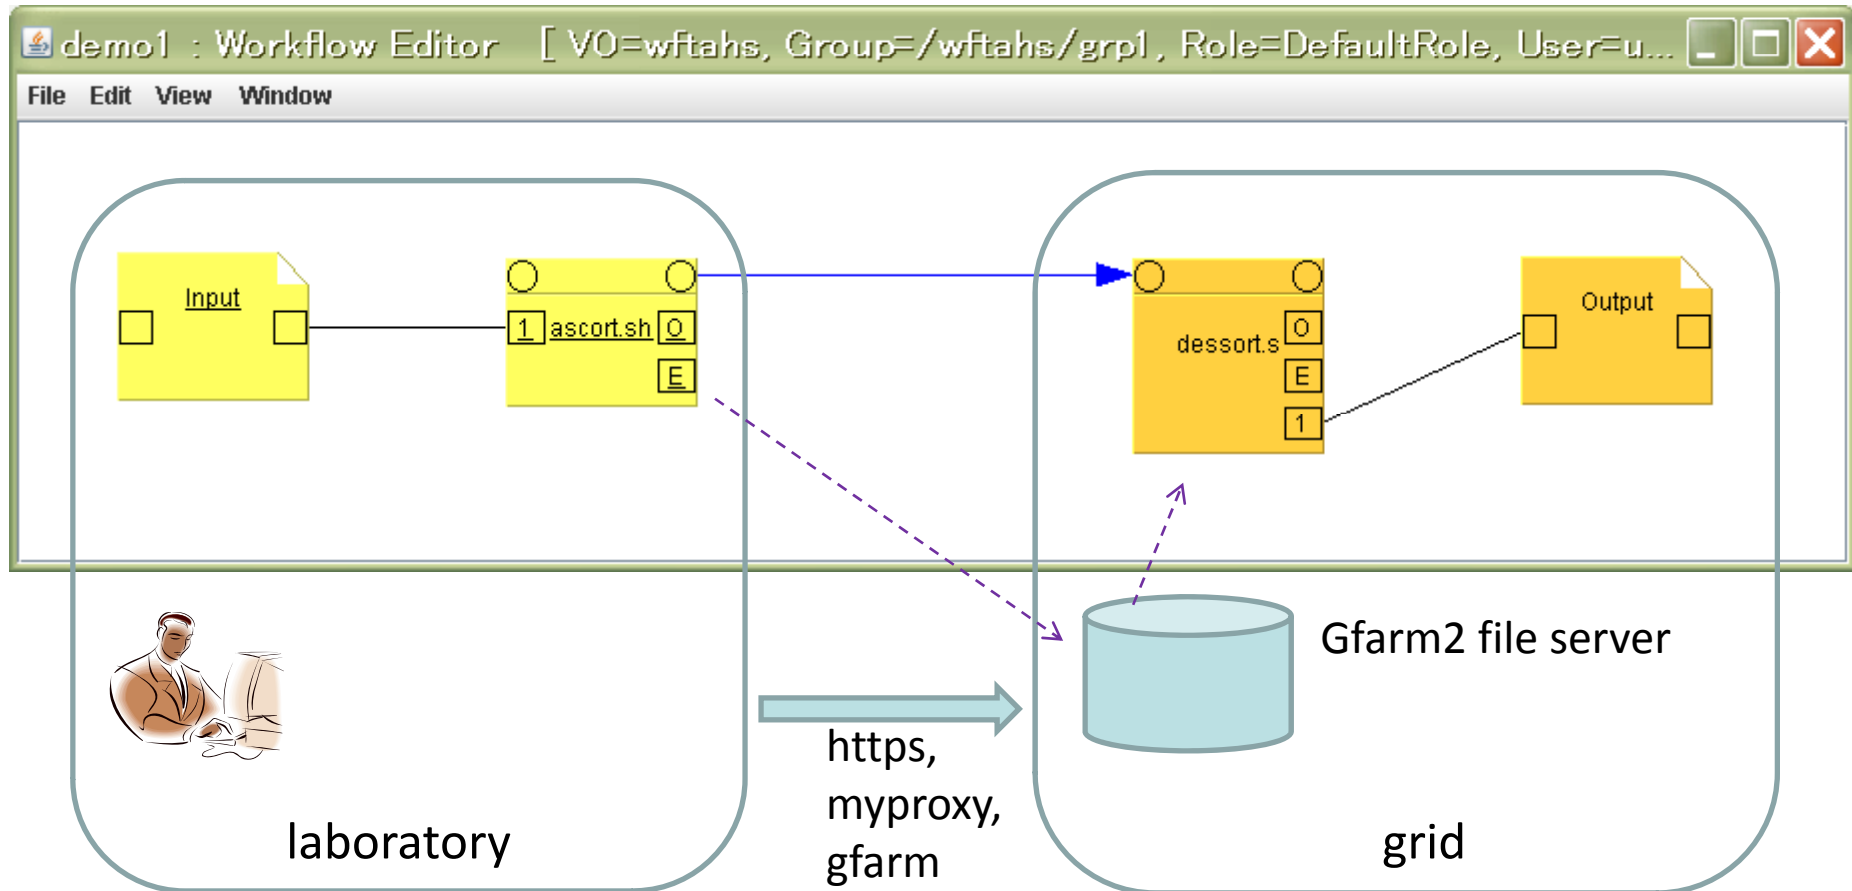 demo1 : Workflow Editor [ VO=wftahs, Group=/wftahs/grp1, Role=DefaultRole, User=u...
File Edit View Window
Input
1 ascort.sh O
E
dessort.s O
E
1
Output
Gfarm2 file server
https,
myproxy,
gfarm
laboratory
grid